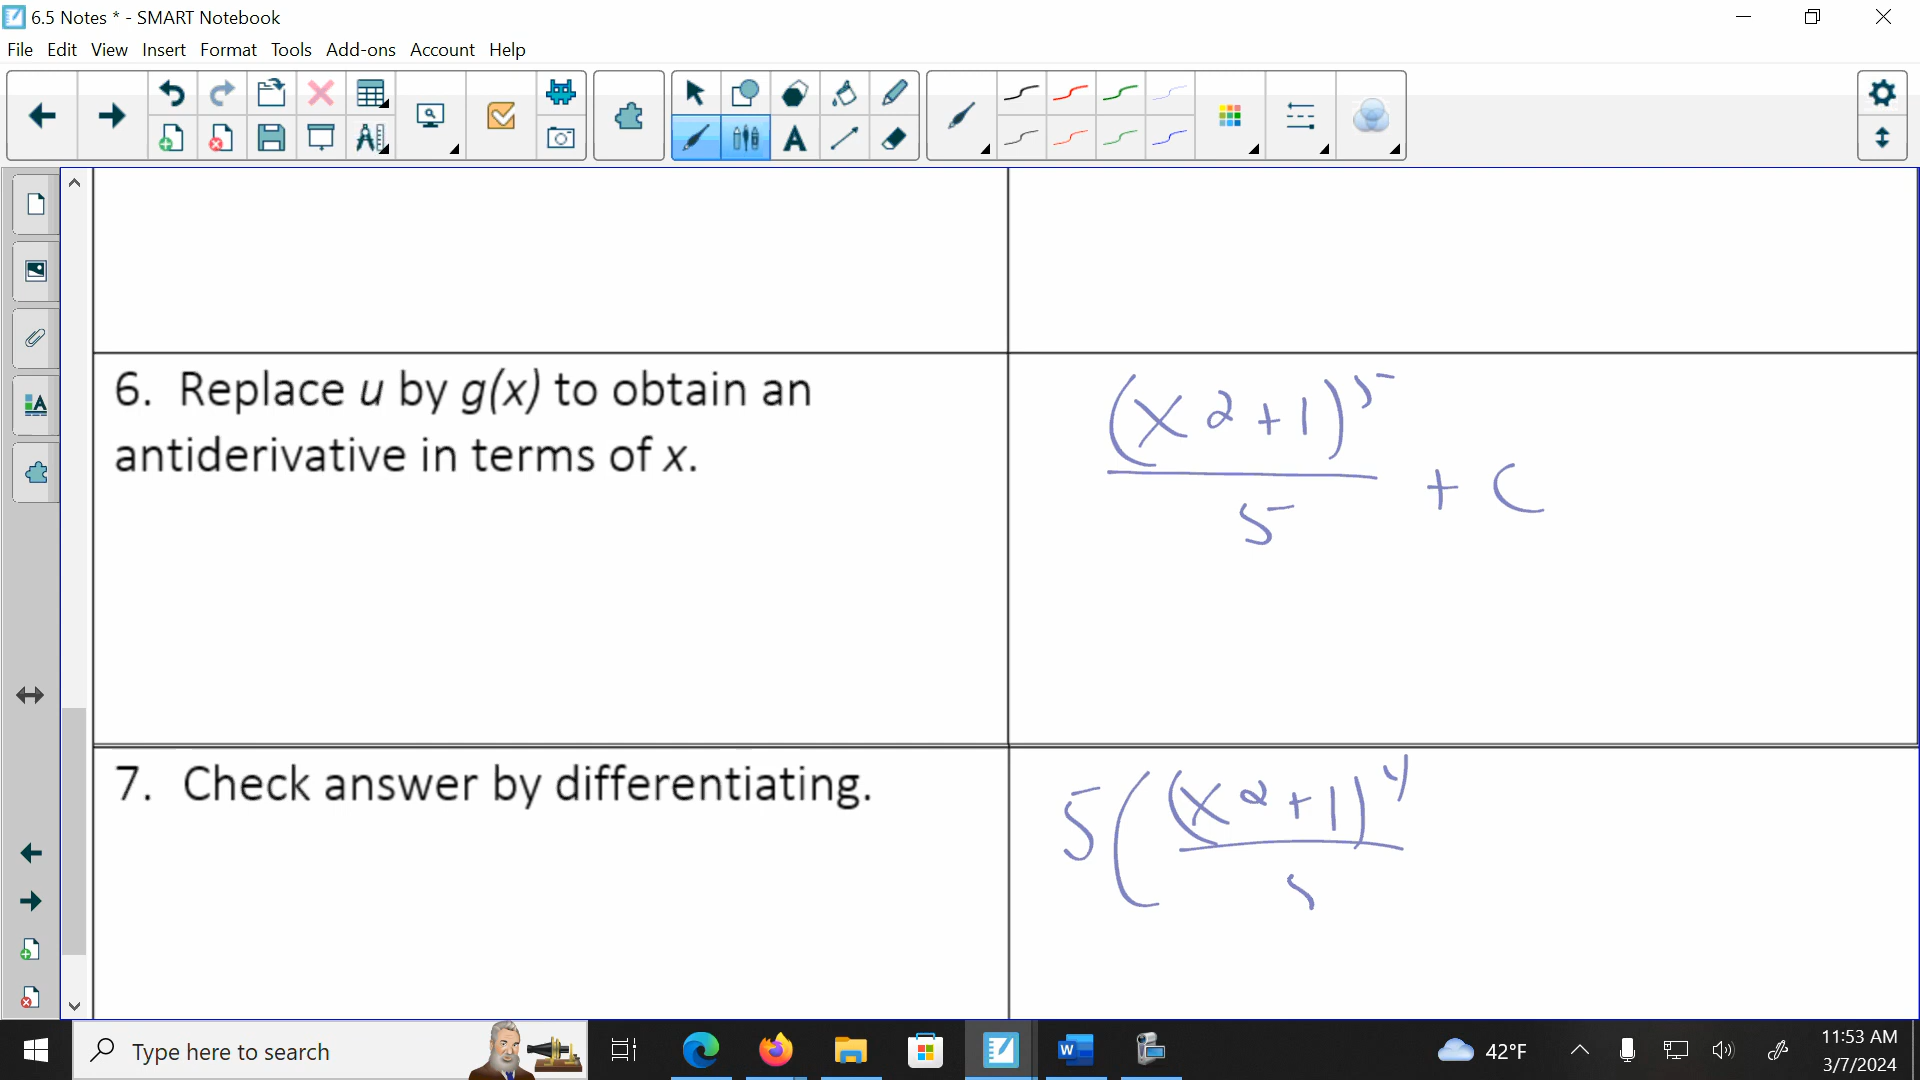 6.5 Notes * - SMART Notebook
File Edit View Insert Format Tools Add-ons Account Help
6. Replace u by g(x) to obtain an
antiderivative in terms of x.
(x²+1)⁵
5
+ C
7. Check answer by differentiating.
5((x²+1)⁴
5
Type here to search
42°F
11:53 AM
3/7/2024